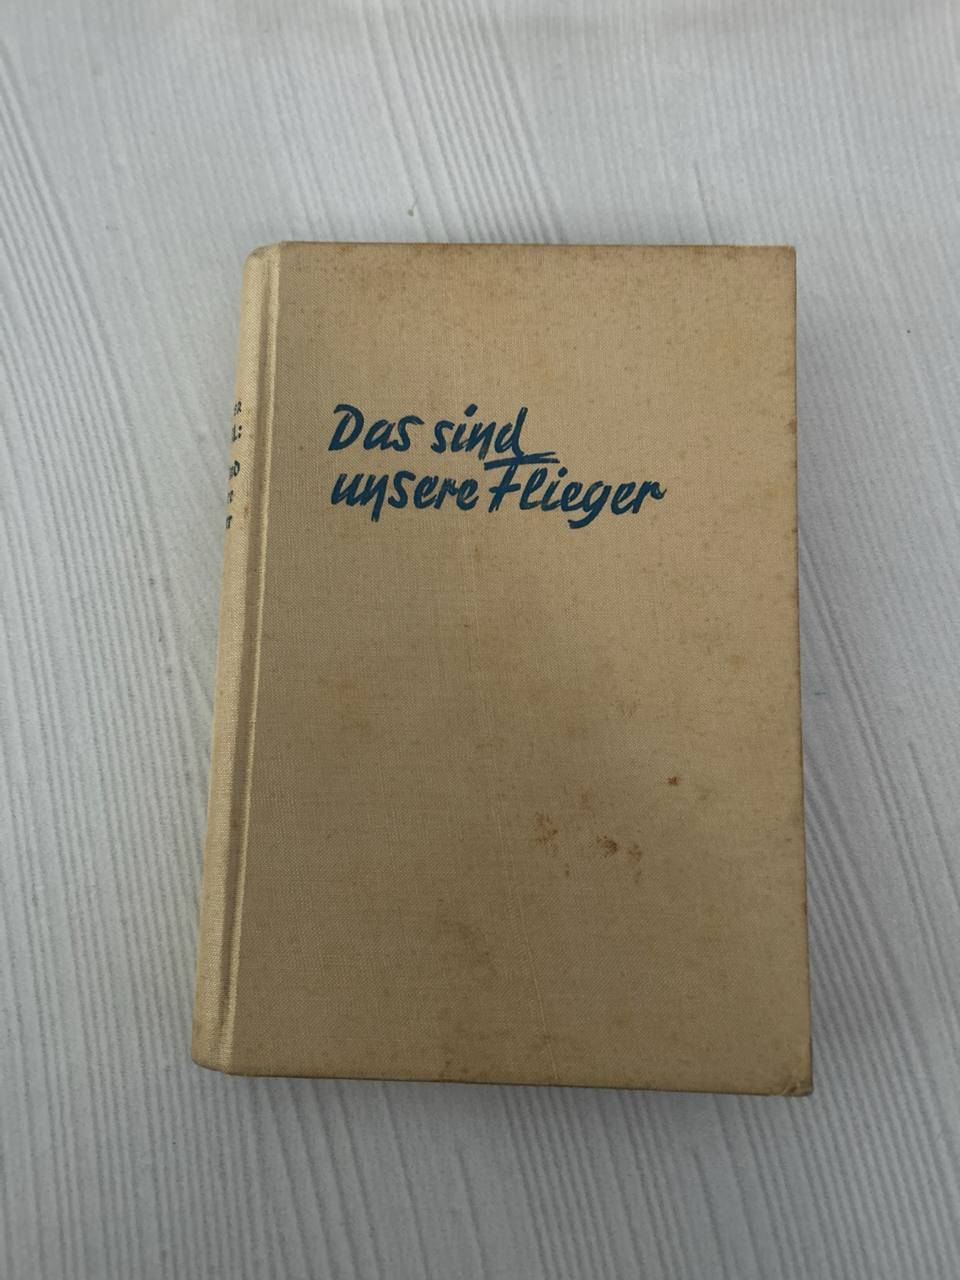 Das sind
unsere Flieger